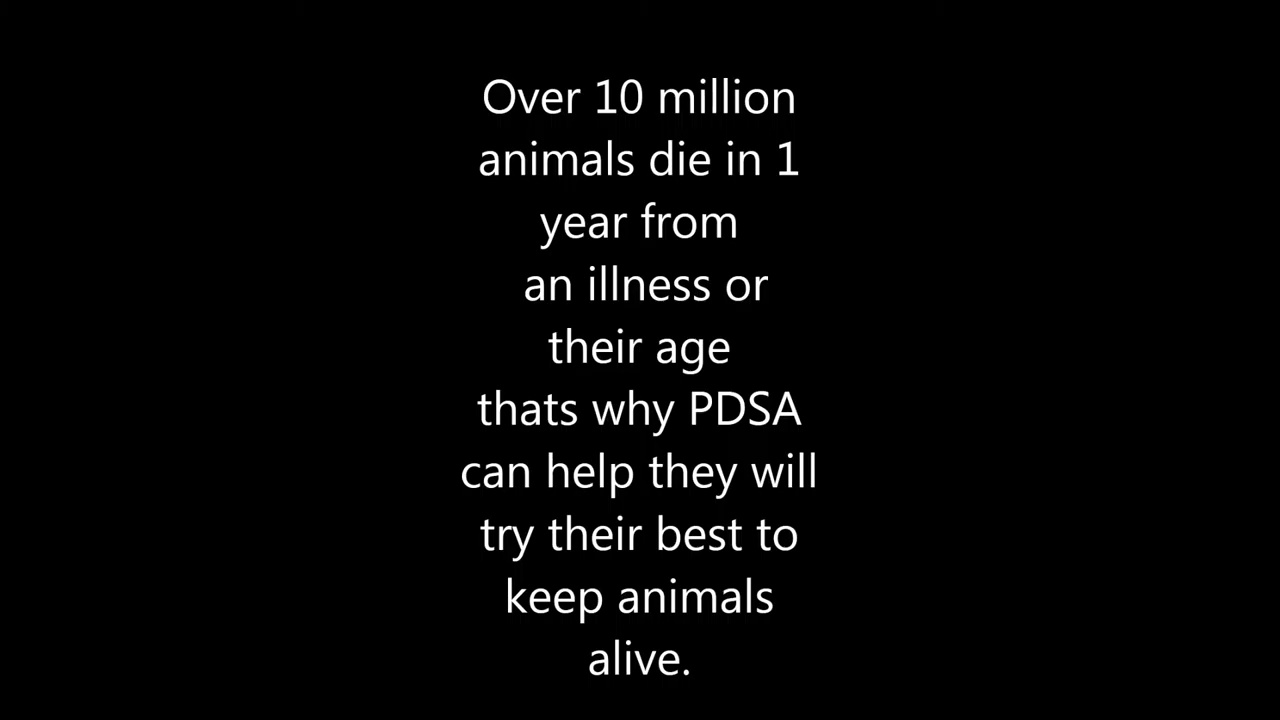 Over 10 million
animals die in 1
year from
an illness or
their age
thats why PDSA
can help they will
try their best to
keep animals
alive.